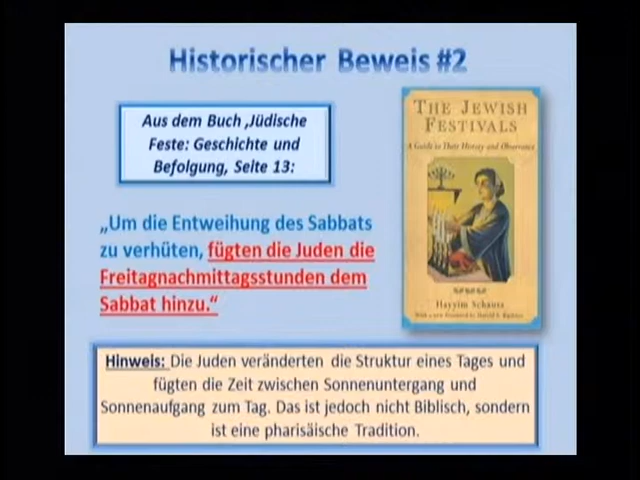 Historischer Beweis #2
Aus dem Buch ‚Jüdische
Feste: Geschichte und
Befolgung, Seite 13:
„Um die Entweihung des Sabbats
zu verhüten, fügten die Juden die
Freitagnachmittagsstunden dem
Sabbat hinzu.“
THE JEWISH
FESTIVALS
A Guide to Their History and Observance
Hayyim Schauss
Hinweis: Die Juden veränderten die Struktur eines Tages und
fügten die Zeit zwischen Sonnenuntergang und
Sonnenaufgang zum Tag. Das ist jedoch nicht Biblisch, sondern
ist eine pharisäische Tradition.